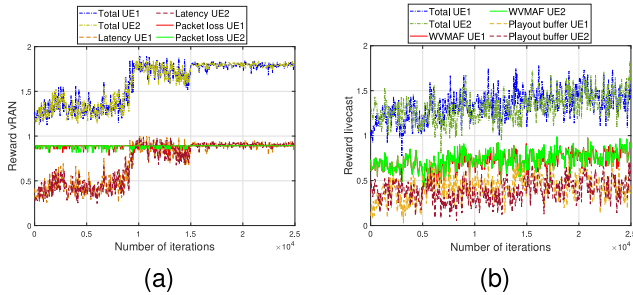 Total UE1 Latency UE2
Total UE2 Packet loss UE1
Latency UE1 Packet loss UE2
Reward vRAN
2
1.5
1
0.5
0
0 0.5 1 1.5 2 2.5
Number of iterations ×10⁴
(a)
Total UE1 WVMAF UE2
Total UE2 Playout buffer UE1
WVMAF UE1 Playout buffer UE2
Reward livecast
2
1.5
1
0.5
0
0 0.5 1 1.5 2 2.5
Number of iterations ×10⁴
(b)